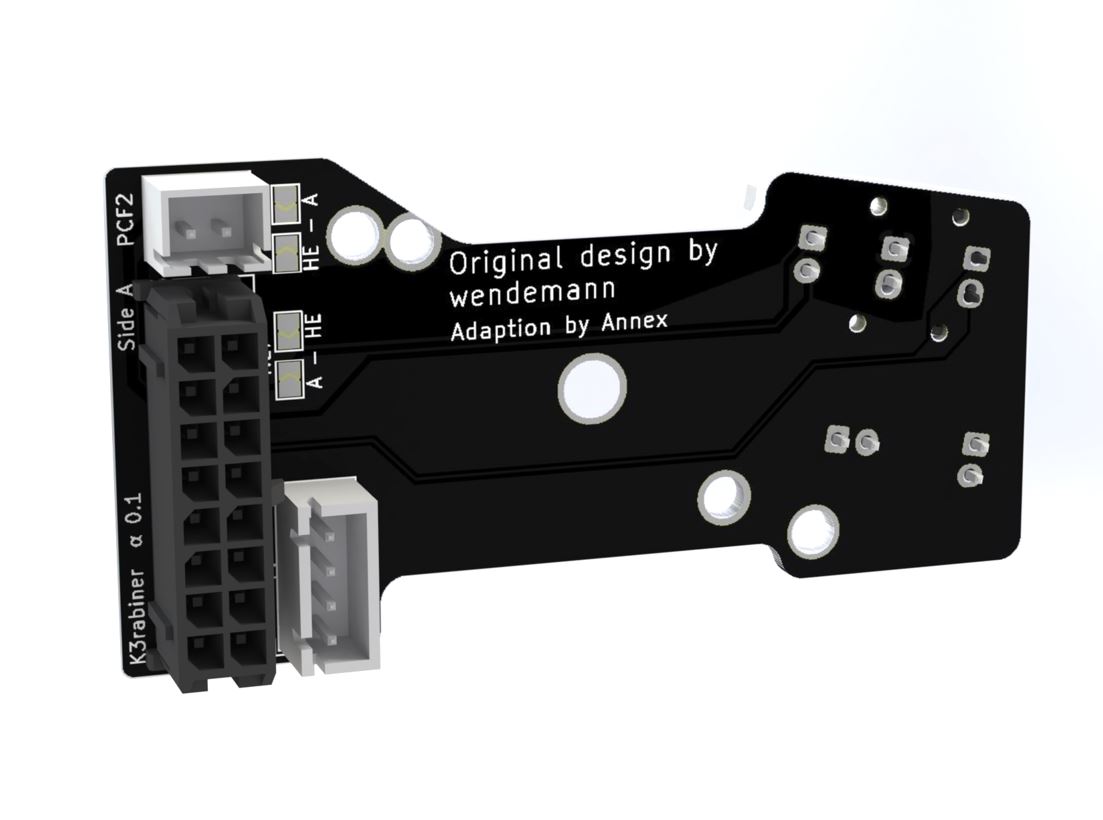 PCF2
Side A
A
HE
HE
A
Original design by
wendemann
Adaption by Annex
K3rabiner α 0.1